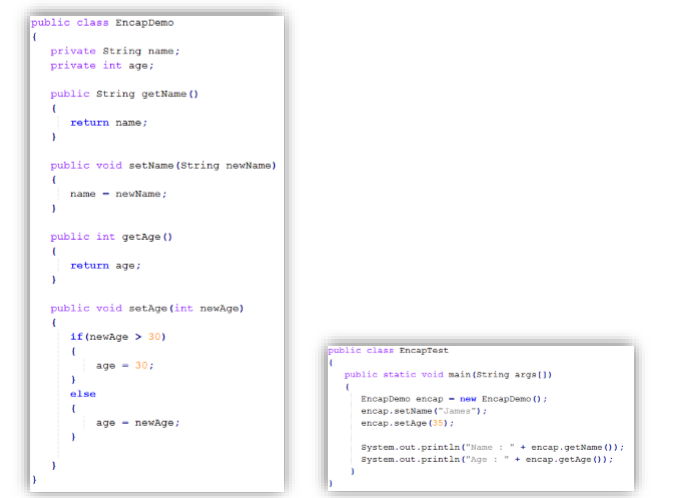 public class EncapDemo
{
private String name;
private int age;
public String getName()
{
return name;
}
public void setName(String newName)
{
name = newName;
}
public int getAge()
{
return age;
}
public void setAge(int newAge)
{
if(newAge > 30)
{
age = 30;
}
else
{
age = newAge;
}
}
}
public class EncapTest
{
public static void main(String args[])
{
EncapDemo encap = new EncapDemo();
encap.setName("James");
encap.setAge(35);
System.out.println("Name : " + encap.getName());
System.out.println("Age : " + encap.getAge());
}
}